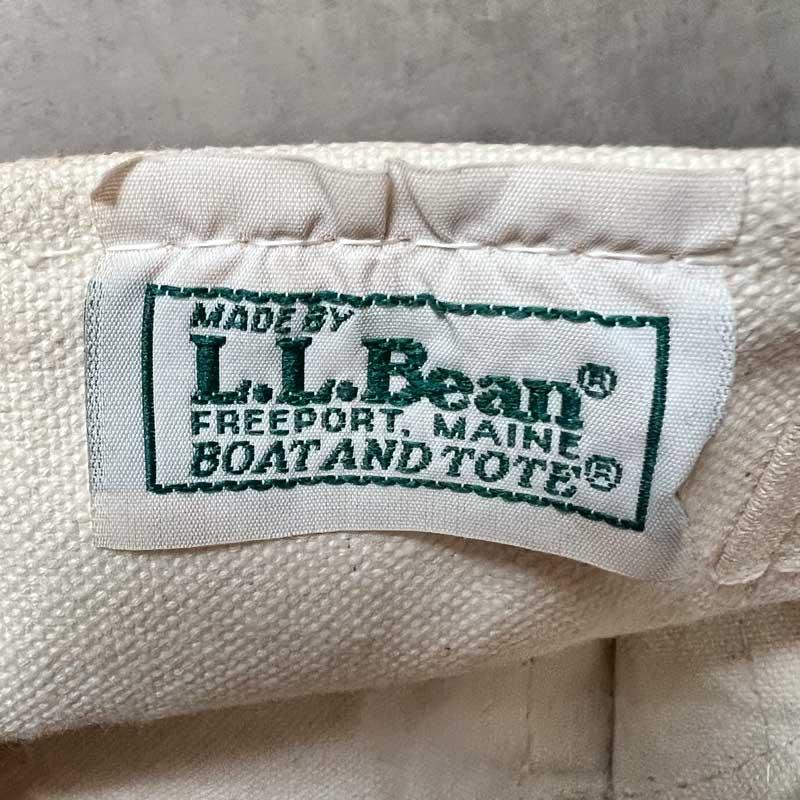 MADE BY
L.L.Bean®
FREEPORT, MAINE
BOAT AND TOTE®